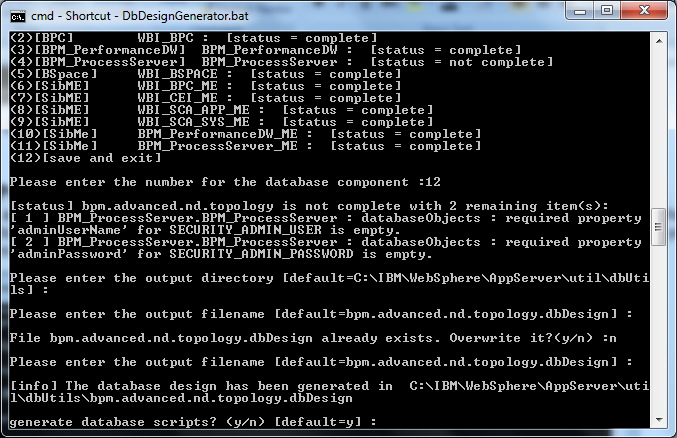 cmd - Shortcut - DbDesignGenerator.bat
(2)[BPC]         WBI_BPC :  [status = complete]
(3)[BPM_PerformanceDW]  BPM_PerformanceDW :  [status = complete]
(4)[BPM_ProcessServer]  BPM_ProcessServer :  [status = not complete]
(5)[BSpace]      WBI_BSPACE :  [status = complete]
(6)[SibME]       WBI_BPC_ME :  [status = complete]
(7)[SibME]       WBI_CEI_ME :  [status = complete]
(8)[SibME]       WBI_SCA_APP_ME :  [status = complete]
(9)[SibME]       WBI_SCA_SYS_ME :  [status = complete]
(10)[SibMe]      BPM_PerformanceDW_ME :  [status = complete]
(11)[SibMe]      BPM_ProcessServer_ME :  [status = complete]
(12)[save and exit]
Please enter the number for the database component :12
[status] bpm.advanced.nd.topology is not complete with 2 remaining item(s):
[ 1 ] BPM_ProcessServer.BPM_ProcessServer : databaseObjects : required property
'adminUserName' for SECURITY_ADMIN_USER is empty.
[ 2 ] BPM_ProcessServer.BPM_ProcessServer : databaseObjects : required property
'adminPassword' for SECURITY_ADMIN_PASSWORD is empty.
Please enter the output directory [default=C:\IBM\WebSphere\AppServer\util\dbUti
ls] :
Please enter the output filename [default=bpm.advanced.nd.topology.dbDesign] :
File bpm.advanced.nd.topology.dbDesign already exists. Overwrite it?(y/n) :n
Please enter the output filename [default=bpm.advanced.nd.topology.dbDesign] :
[info] The database design has been generated in  C:\IBM\WebSphere\AppServer\uti
l\dbUtils\bpm.advanced.nd.topology.dbDesign
generate database scripts? (y/n) [default=y] :